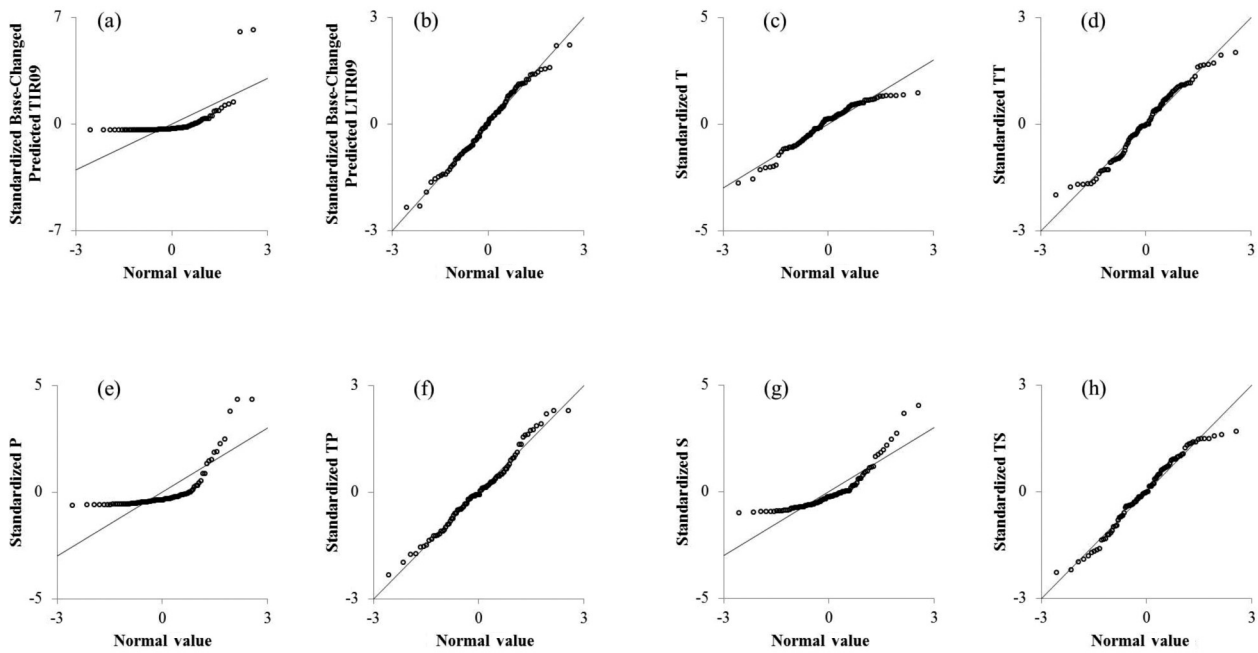 (a)
7
0
-7
-3
0
3
Standardized Base-Changed
Predicted TIR09
Normal value
(b)
3
0
-3
-3
0
3
Standardized Base-Changed
Predicted LTIR09
Normal value
(c)
5
0
-5
-3
0
3
Standardized T
Normal value
(d)
3
0
-3
-3
0
3
Standardized TT
Normal value
(e)
5
0
-5
-3
0
3
Standardized P
Normal value
(f)
3
0
-3
-3
0
3
Standardized TP
Normal value
(g)
5
0
-5
-3
0
3
Standardized S
Normal value
(h)
3
0
-3
-3
0
3
Standardized TS
Normal value